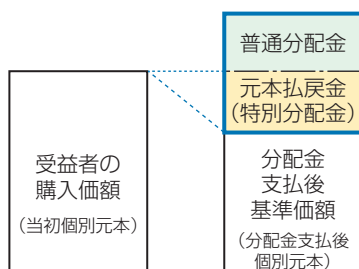 普通分配金
元本払戻金
（特別分配金）
受益者の
購入価額
（当初個別元本）
分配金
支払後
基準価額
（分配金支払後
個別元本）